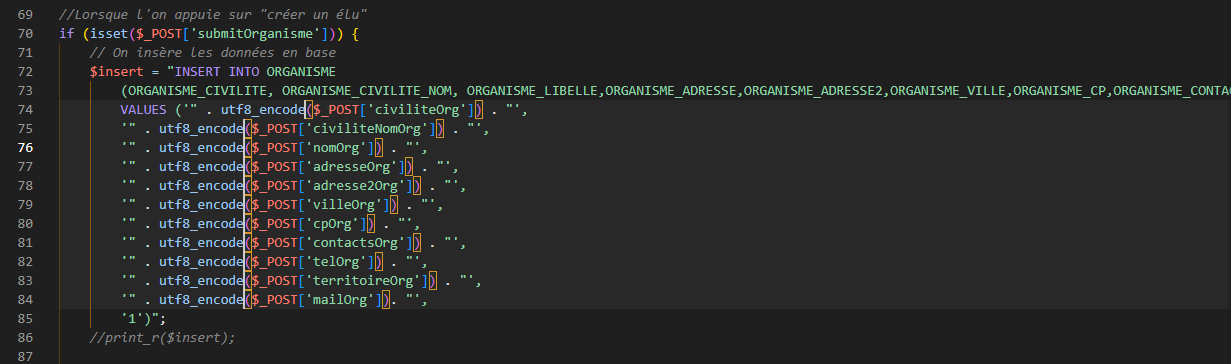 69 //Lorsque l'on appuie sur "créer un élu"
70 if (isset($_POST['submitOrganisme'])) {
71 // On insère les données en base
72 $insert = "INSERT INTO ORGANISME
73 (ORGANISME_CIVILITE, ORGANISME_CIVILITE_NOM, ORGANISME_LIBELLE,ORGANISME_ADRESSE,ORGANISME_ADRESSE2,ORGANISME_VILLE,ORGANISME_CP,ORGANISME_CONTA
74 VALUES ('" . utf8_encode($_POST['civiliteOrg']) . "',
75 '" . utf8_encode($_POST['civiliteNomOrg']) . "',
76 '" . utf8_encode($_POST['nomOrg']) . "',
77 '" . utf8_encode($_POST['adresseOrg']) . "',
78 '" . utf8_encode($_POST['adresse2Org']) . "',
79 '" . utf8_encode($_POST['villeOrg']) . "',
80 '" . utf8_encode($_POST['cpOrg']) . "',
81 '" . utf8_encode($_POST['contactsOrg']) . "',
82 '" . utf8_encode($_POST['telOrg']) . "',
83 '" . utf8_encode($_POST['territoireOrg']) . "',
84 '" . utf8_encode($_POST['mailOrg']). "',
85 '1')";
86 //print_r($insert);
87